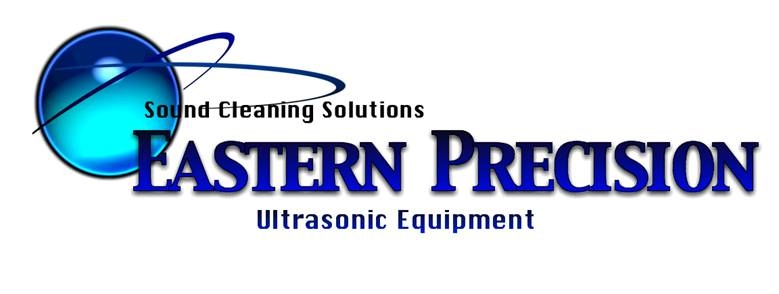 Sound Cleaning Solutions
EASTERN PRECISION
Ultrasonic Equipment